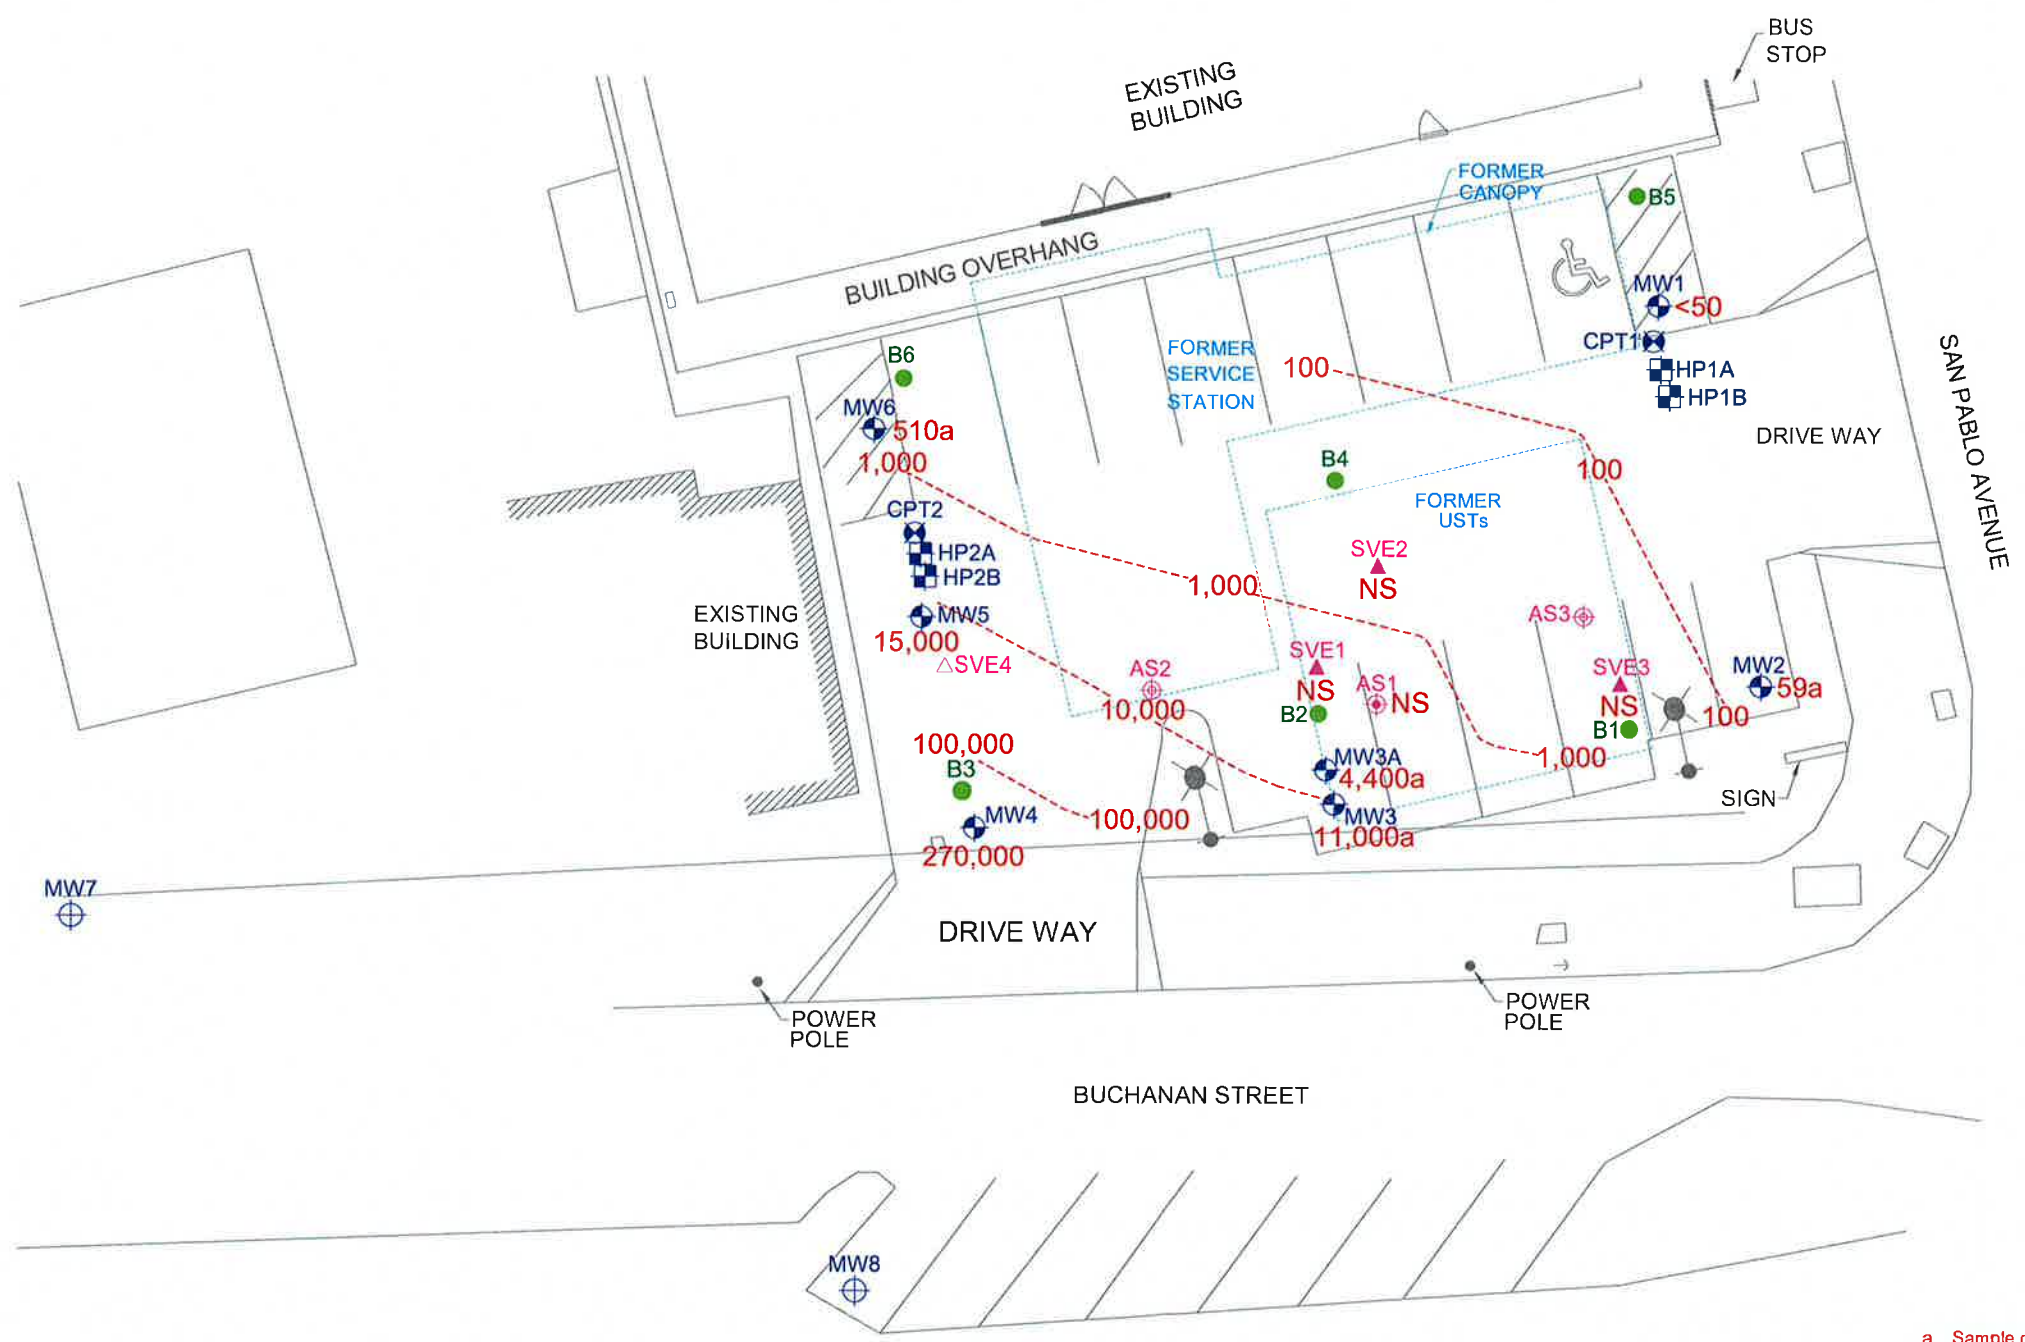 BUS
STOP
EXISTING
BUILDING
FORMER
CANOPY
B5
BUILDING OVERHANG
MW1
<50
CPT1
HP1A
HP1B
FORMER
SERVICE
STATION
100
B6
MW6
510a
1,000
DRIVE WAY
SAN PABLO AVENUE
B4
100
FORMER
USTs
CPT2
HP2A
HP2B
SVE2
NS
1,000
EXISTING
BUILDING
MW5
15,000
AS3
SVE4
AS2
10,000
SVE1
NS
B2
AS1
NS
SVE3
NS
B1
MW2
59a
100
100,000
B3
MW3A
4,400a
1,000
SIGN
MW4
270,000
100,000
MW3
11,000a
MW7
DRIVE WAY
POWER
POLE
POWER
POLE
BUCHANAN STREET
MW8
a Sample